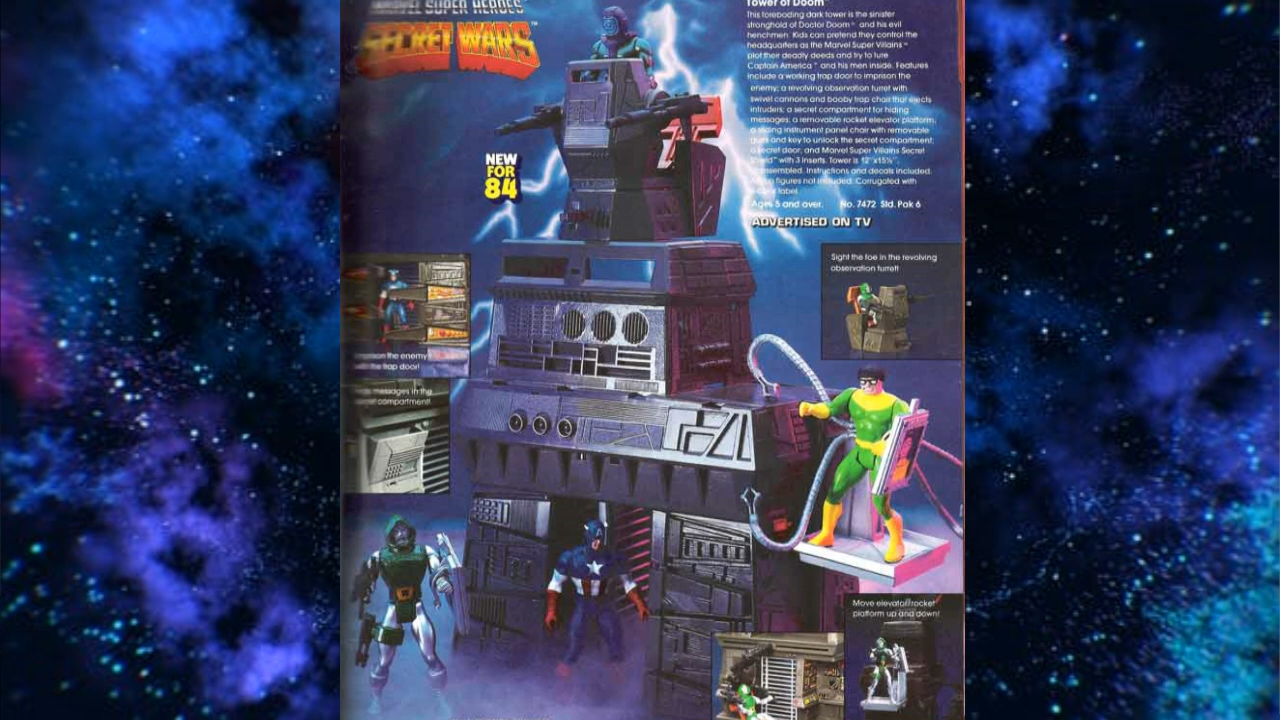 MARVEL SUPER HEROES™
SECRET WARS™
NEW
FOR
84
Tower of Doom™
This foreboding dark tower is the sinister
stronghold of Doctor Doom™ and his evil
henchmen. Kids can pretend they control the
headquarters as the Marvel Super Villains™
plot their deadly deeds and try to lure
Captain America™ and his men inside. Features
include a working trap door to imprison the
enemy; a revolving observation turret with
swivel cannons and booby trap chair that ejects
intruders; a secret compartment for hiding
messages; a removable rocket elevator platform;
a sliding instrument panel chair with removable
and key to unlock the secret compartment;
a secret door; and Marvel Super Villains Secret
Shield™ with 3 inserts. Tower is 12"x15½",
Instructions and decals included.
figures not included. Corrugated with
label.
Ages 5 and over. No. 7472 Std. Pak 6
ADVERTISED ON TV
Sight the foe in the revolving
observation turret!
the enemy
the trap door!
messages in the
compartment!
Move elevator/rocket
platform up and down!